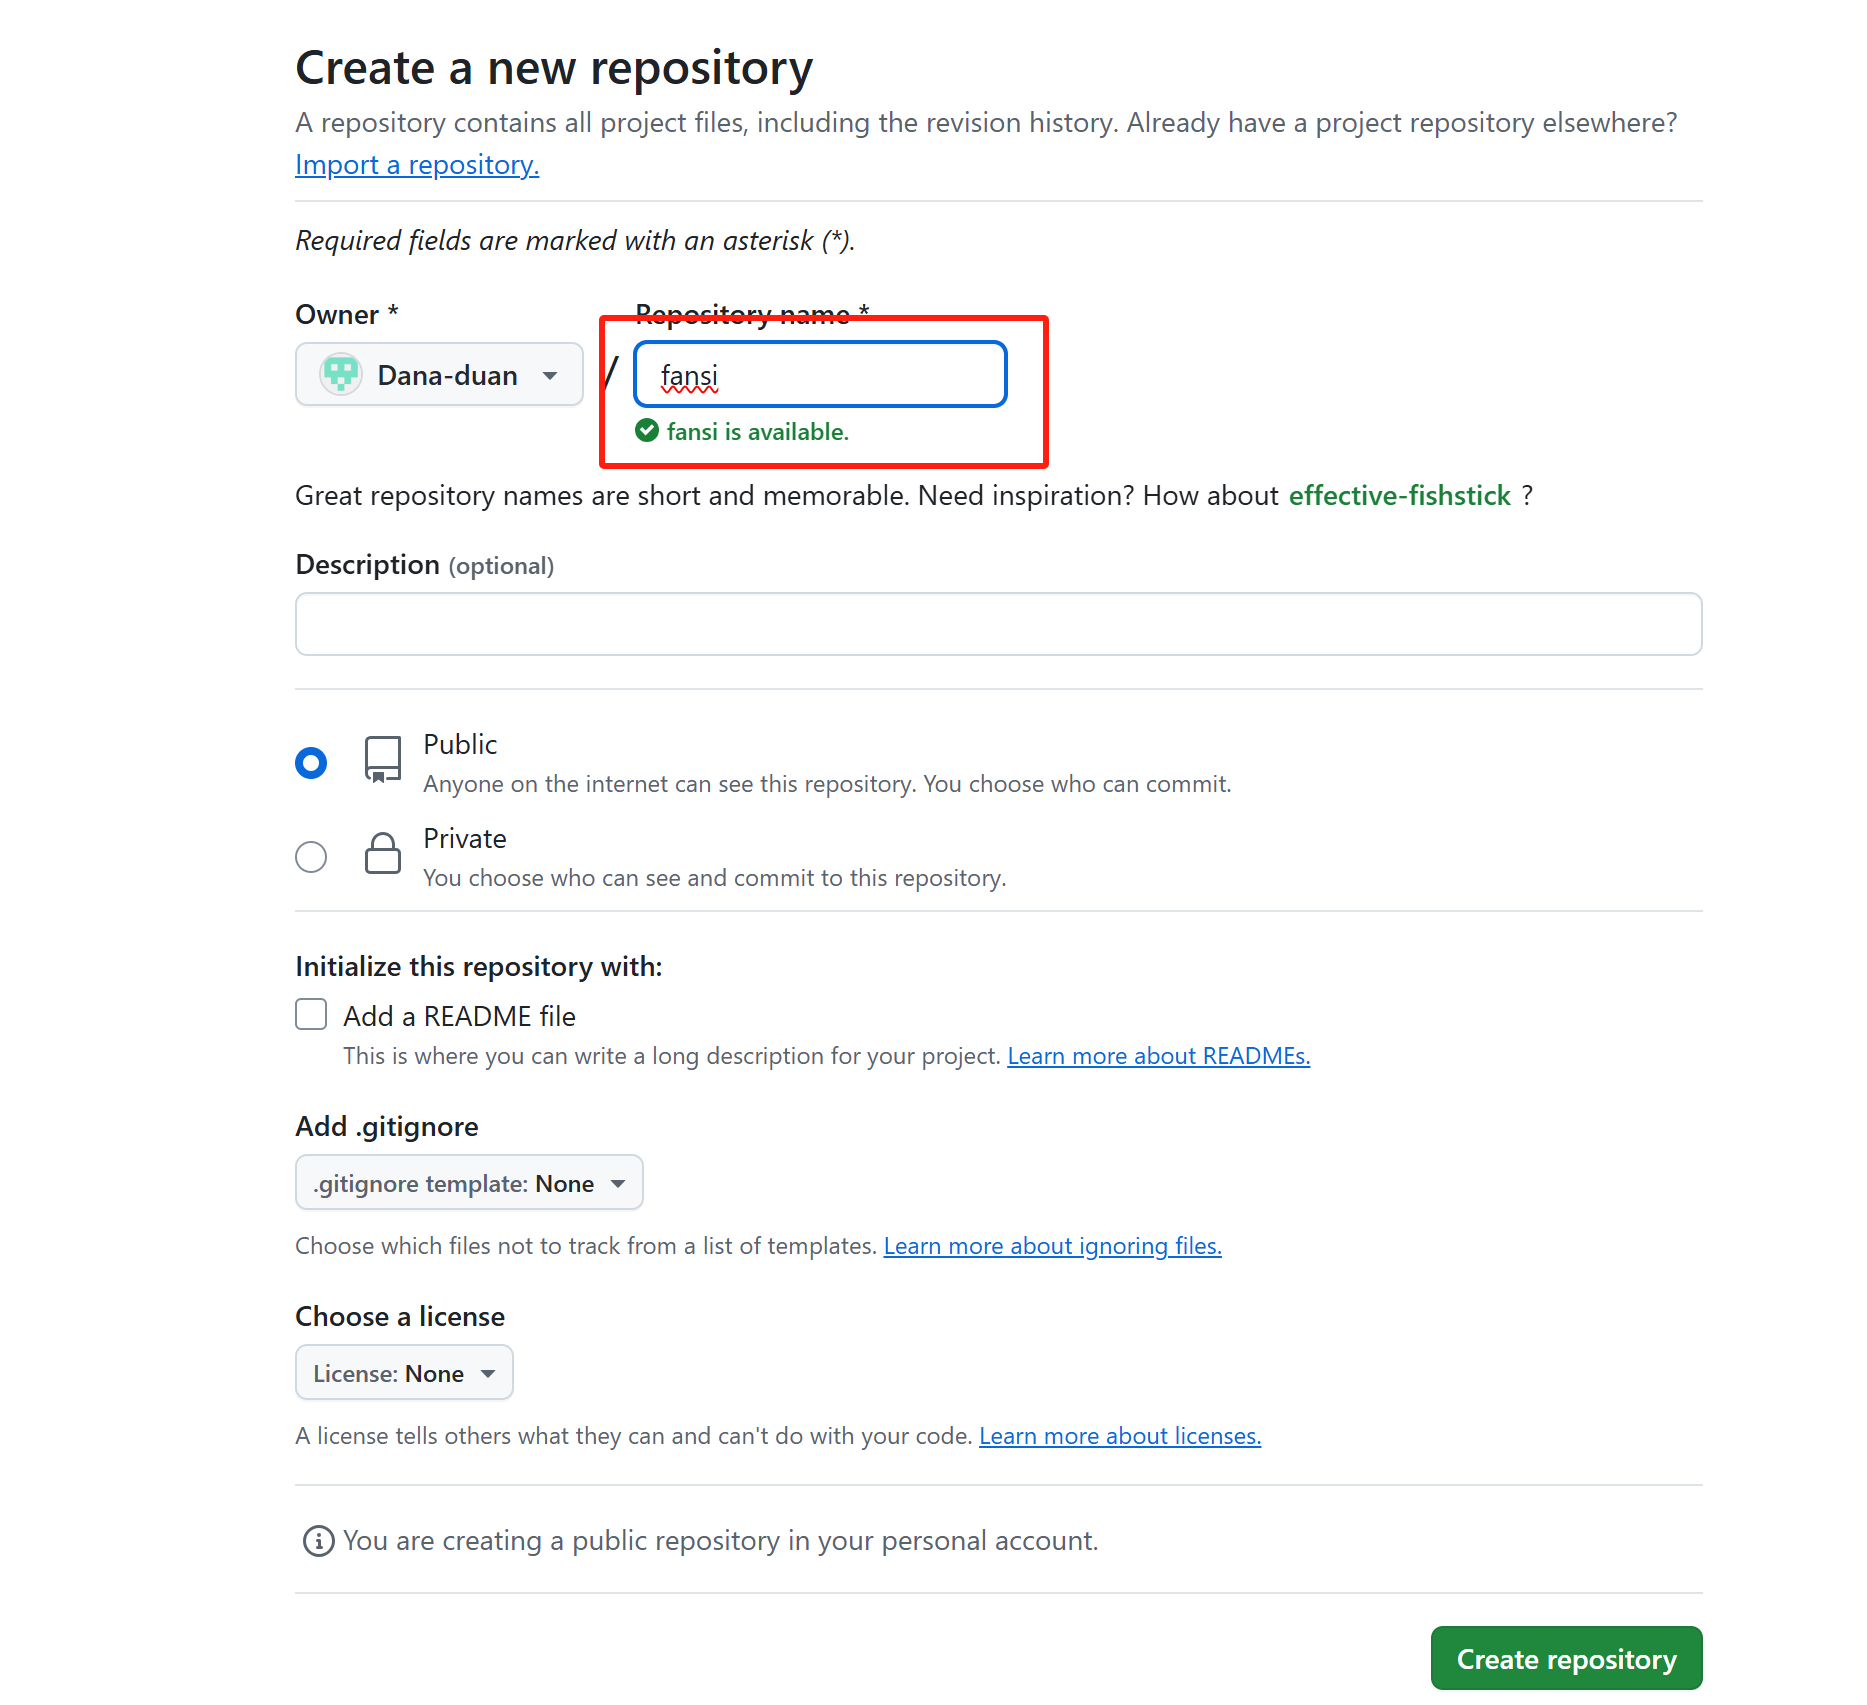 Create a new repository
A repository contains all project files, including the revision history. Already have a project repository elsewhere?
Import a repository.
Required fields are marked with an asterisk (*).
Owner *
Repository name *
Dana-duan
/
fansi
fansi is available.
Great repository names are short and memorable. Need inspiration? How about effective-fishstick ?
Description (optional)
Public
Anyone on the internet can see this repository. You choose who can commit.
Private
You choose who can see and commit to this repository.
Initialize this repository with:
Add a README file
This is where you can write a long description for your project. Learn more about READMEs.
Add .gitignore
.gitignore template: None
Choose which files not to track from a list of templates. Learn more about ignoring files.
Choose a license
License: None
A license tells others what they can and can't do with your code. Learn more about licenses.
You are creating a public repository in your personal account.
Create repository